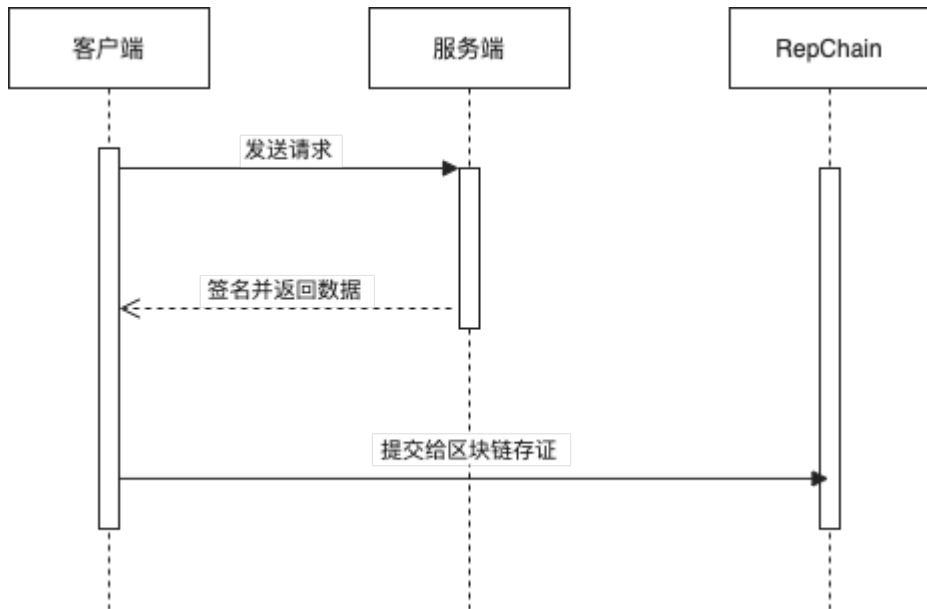 客户端
服务端
RepChain
发送请求
签名并返回数据
提交给区块链存证